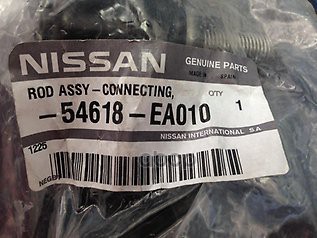 NISSAN GENUINE PARTS
MADE IN SPAIN
ROD ASSY-CONNECTING, QTY
-54618-EA010 1
NISSAN INTERNATIONAL S.A
1225